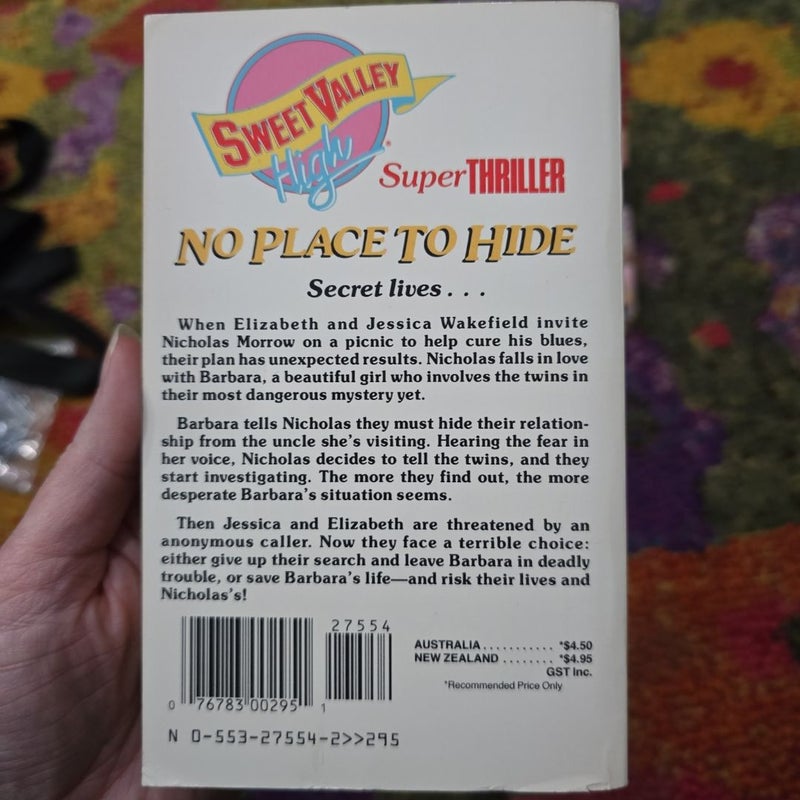 SWEET VALLEY
High®
Super THRILLER
NO PLACE TO HIDE
Secret lives . . .
When Elizabeth and Jessica Wakefield invite
Nicholas Morrow on a picnic to help cure his blues,
their plan has unexpected results. Nicholas falls in love
with Barbara, a beautiful girl who involves the twins in
their most dangerous mystery yet.
Barbara tells Nicholas they must hide their relation-
ship from the uncle she's visiting. Hearing the fear in
her voice, Nicholas decides to tell the twins, and they
start investigating. The more they find out, the more
desperate Barbara's situation seems.
Then Jessica and Elizabeth are threatened by an
anonymous caller. Now they face a terrible choice:
either give up their search and leave Barbara in deadly
trouble, or save Barbara's life—and risk their lives and
Nicholas's!
27554
0 76783 00295 1
AUSTRALIA . . . . . . . . . . . *$4.50
NEW ZEALAND . . . . . . . . *$4.95
GST Inc.
*Recommended Price Only
N 0-553-27554-2>>295